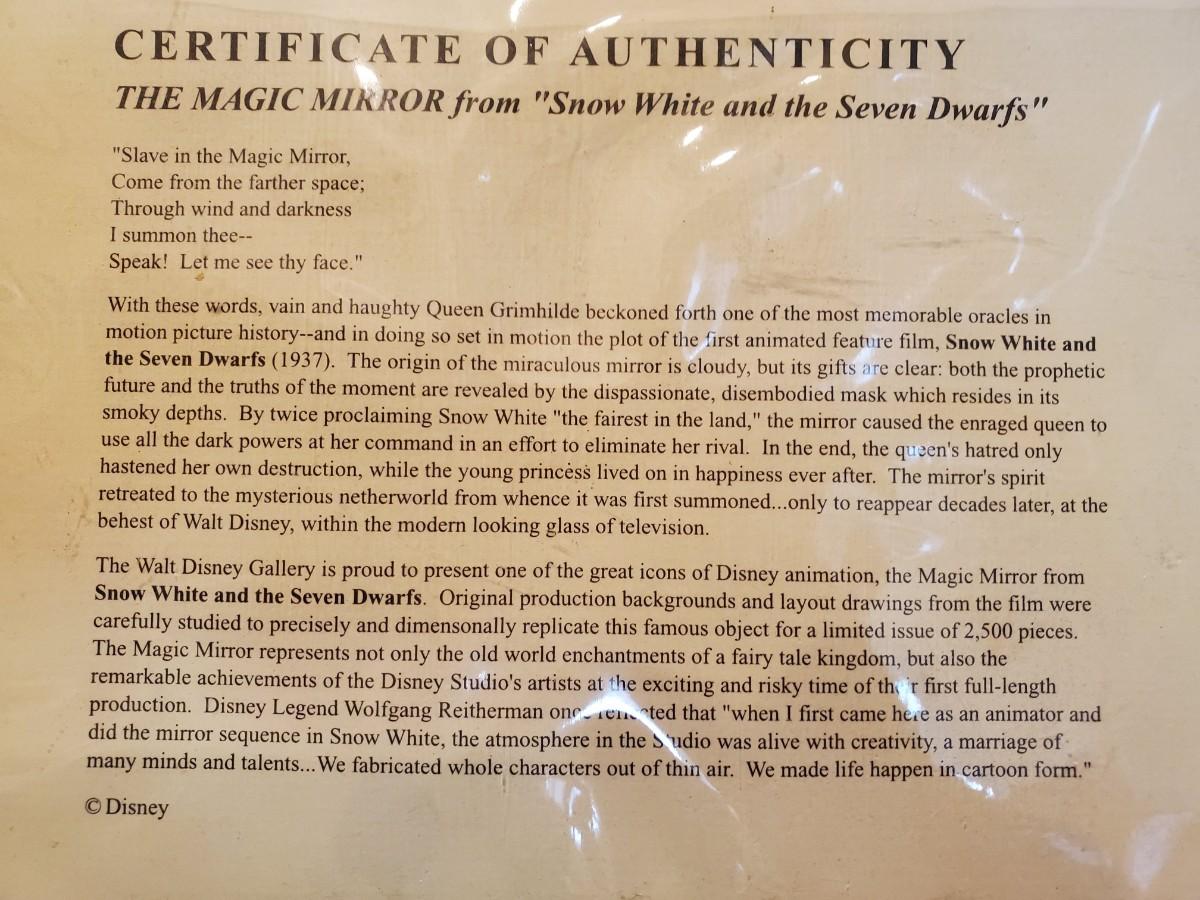 CERTIFICATE OF AUTHENTICITY
THE MAGIC MIRROR from "Snow White and the Seven Dwarfs"
"Slave in the Magic Mirror,
Come from the farther space;
Through wind and darkness
I summon thee--
Speak! Let me see thy face."
With these words, vain and haughty Queen Grimhilde beckoned forth one of the most memorable oracles in
motion picture history--and in doing so set in motion the plot of the first animated feature film, Snow White and
the Seven Dwarfs (1937). The origin of the miraculous mirror is cloudy, but its gifts are clear: both the prophetic
future and the truths of the moment are revealed by the dispassionate, disembodied mask which resides in its
smoky depths. By twice proclaiming Snow White "the fairest in the land," the mirror caused the enraged queen to
use all the dark powers at her command in an effort to eliminate her rival. In the end, the queen's hatred only
hastened her own destruction, while the young princess lived on in happiness ever after. The mirror's spirit
retreated to the mysterious netherworld from whence it was first summoned...only to reappear decades later, at the
behest of Walt Disney, within the modern looking glass of television.
The Walt Disney Gallery is proud to present one of the great icons of Disney animation, the Magic Mirror from
Snow White and the Seven Dwarfs. Original production backgrounds and layout drawings from the film were
carefully studied to precisely and dimensonally replicate this famous object for a limited issue of 2,500 pieces.
The Magic Mirror represents not only the old world enchantments of a fairy tale kingdom, but also the
remarkable achievements of the Disney Studio's artists at the exciting and risky time of their first full-length
production. Disney Legend Wolfgang Reitherman once reflected that "when I first came here as an animator and
did the mirror sequence in Snow White, the atmosphere in the Studio was alive with creativity, a marriage of
many minds and talents...We fabricated whole characters out of thin air. We made life happen in cartoon form."
© Disney